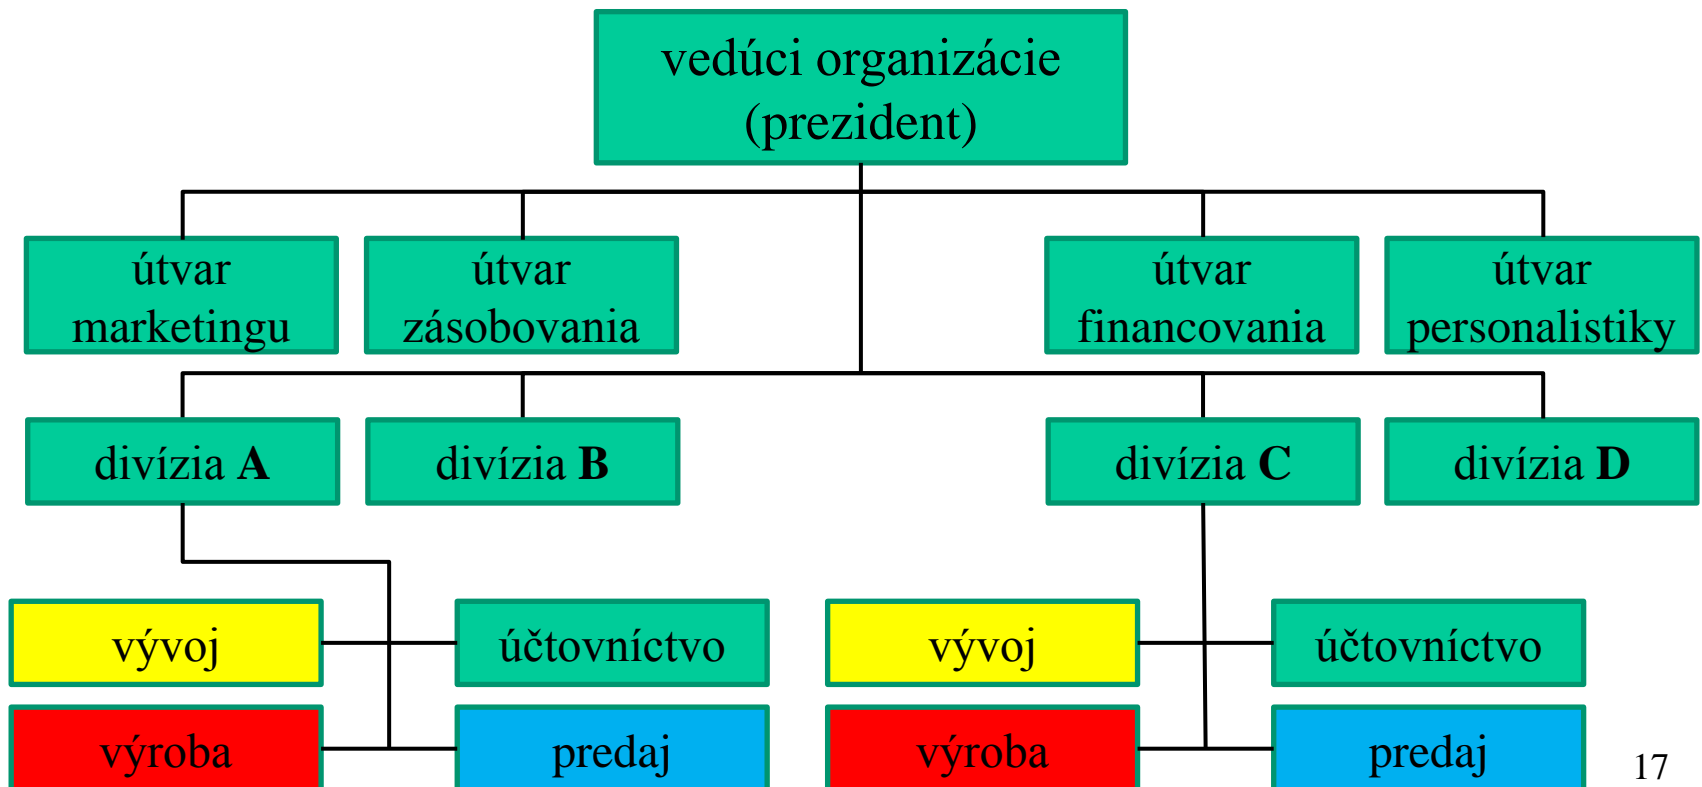 vedúci organizácie
(prezident)
útvar
marketingu
útvar
zásobovania
útvar
financovania
útvar
personalistiky
divízia A
divízia B
divízia C
divízia D
vývoj
účtovníctvo
vývoj
účtovníctvo
výroba
predaj
výroba
predaj
17